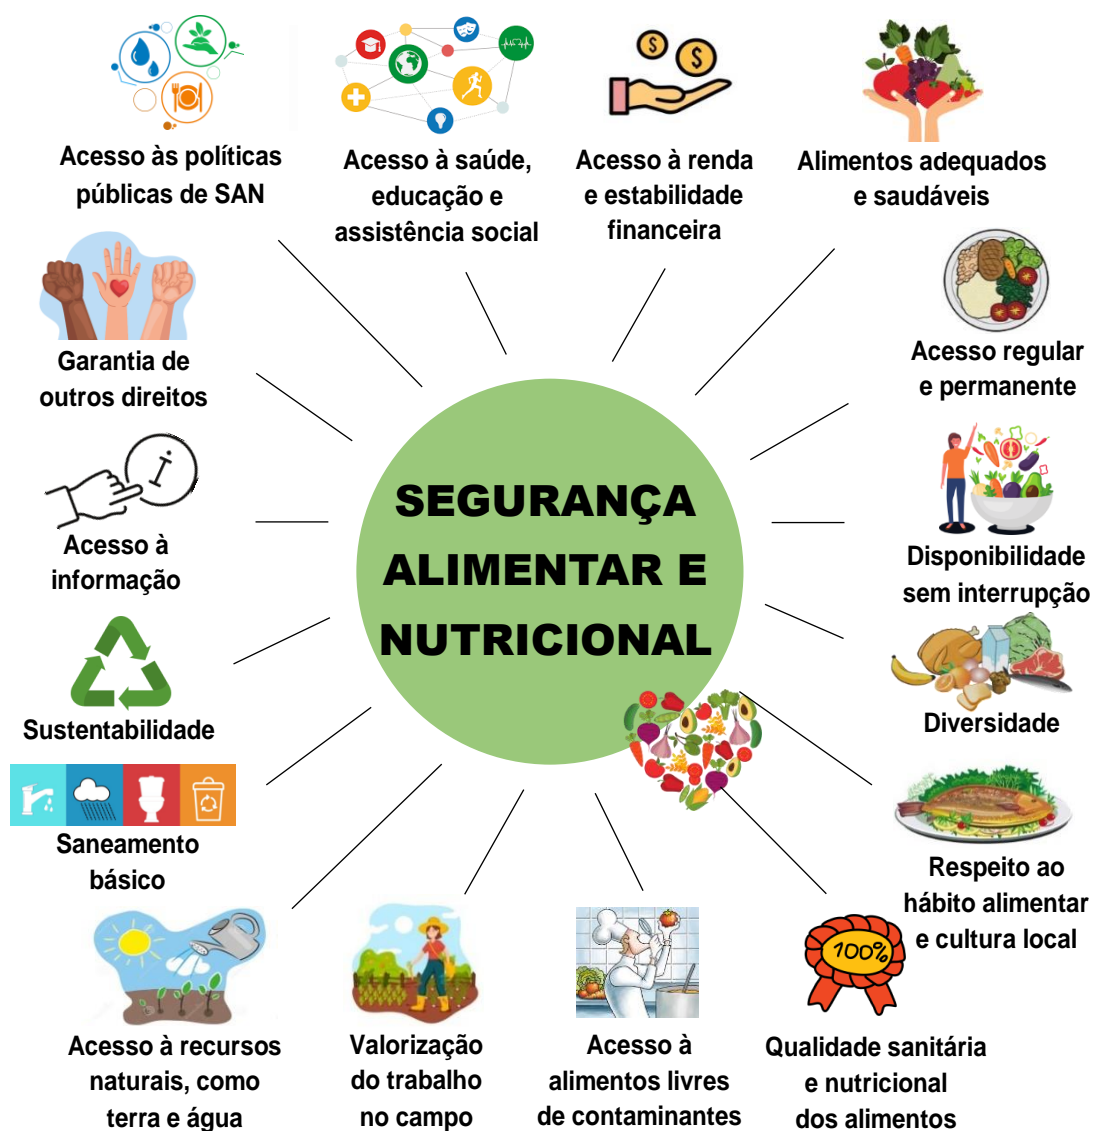 Acesso às políticas
públicas de SAN
Acesso à saúde,
educação e
assistência social
Acesso à renda
e estabilidade
financeira
$
$
Alimentos adequados
e saudáveis
Acesso regular
e permanente
Disponibilidade
sem interrupção
Diversidade
Respeito ao
hábito alimentar
e cultura local
100%
Qualidade sanitária
e nutricional
dos alimentos
Acesso à
alimentos livres
de contaminantes
Valorização
do trabalho
no campo
Acesso à recursos
naturais, como
terra e água
Saneamento
básico
Sustentabilidade
i
Acesso à
informação
Garantia de
outros direitos
SEGURANÇA
ALIMENTAR E
NUTRICIONAL